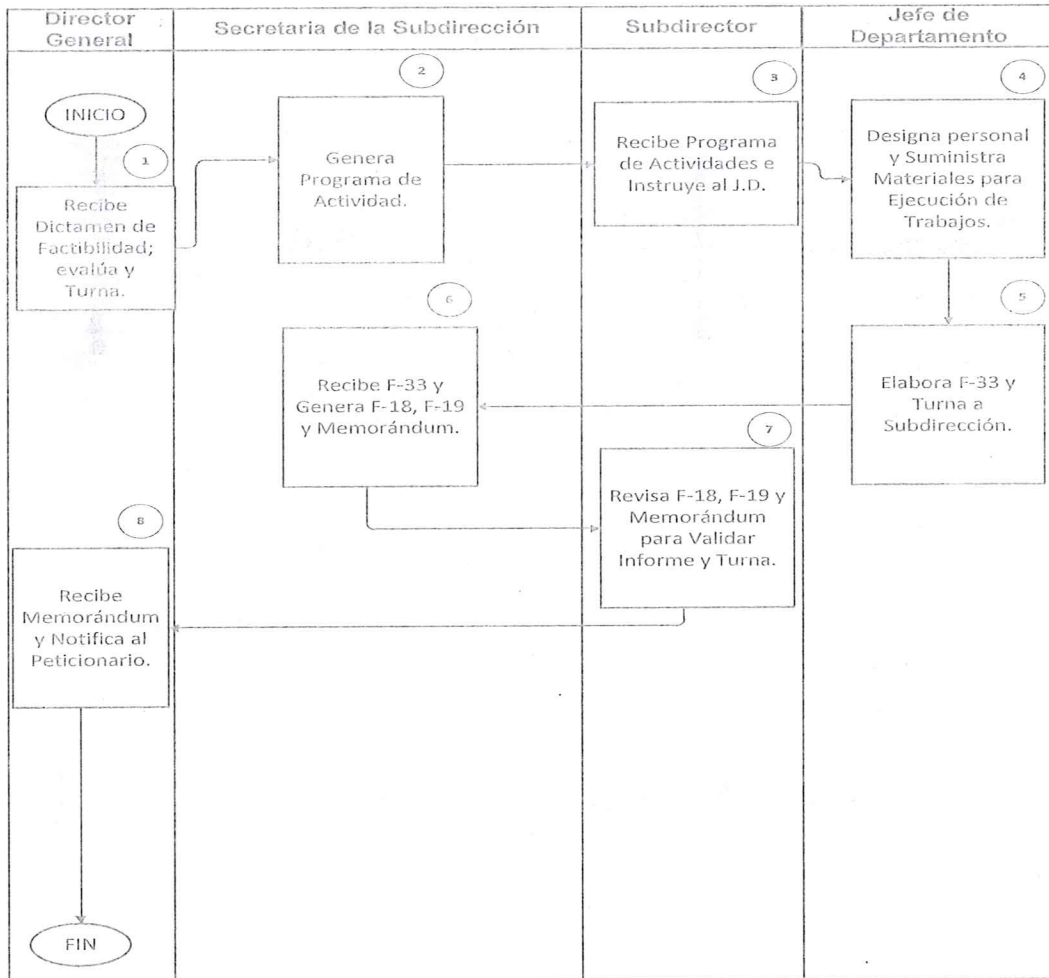 Director
General
Secretaria de la Subdirección
Subdirector
Jefe de
Departamento
INICIO
1
Recibe
Dictamen de
Factibilidad;
evalúa y
Turna.
2
Genera
Programa de
Actividad.
3
Recibe Programa
de Actividades e
Instruye al J.D.
4
Designa personal
y Suministra
Materiales para
Ejecución de
Trabajos.
5
Elabora F-33 y
Turna a
Subdirección.
6
Recibe F-33 y
Genera F-18, F-19
y Memorándum.
7
Revisa F-18, F-19 y
Memorándum
para Validar
Informe y Turna.
8
Recibe
Memorándum
y Notifica al
Peticionario.
FIN